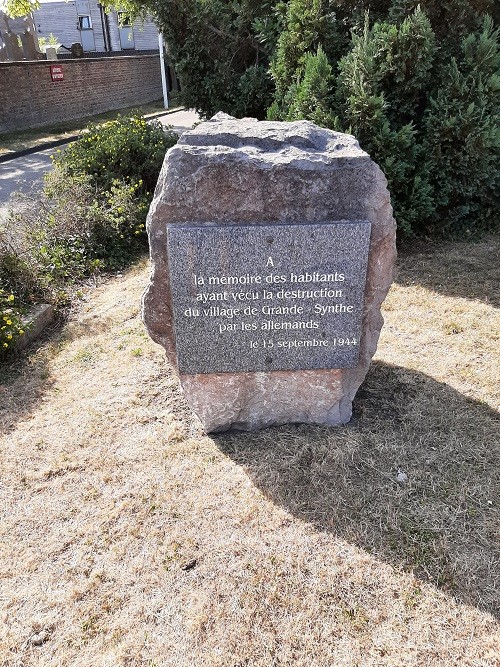 A
la mémoire des habitants
ayant vécu la destruction
du village de Grande - Synthe
par les allemands
le 15 septembre 1944